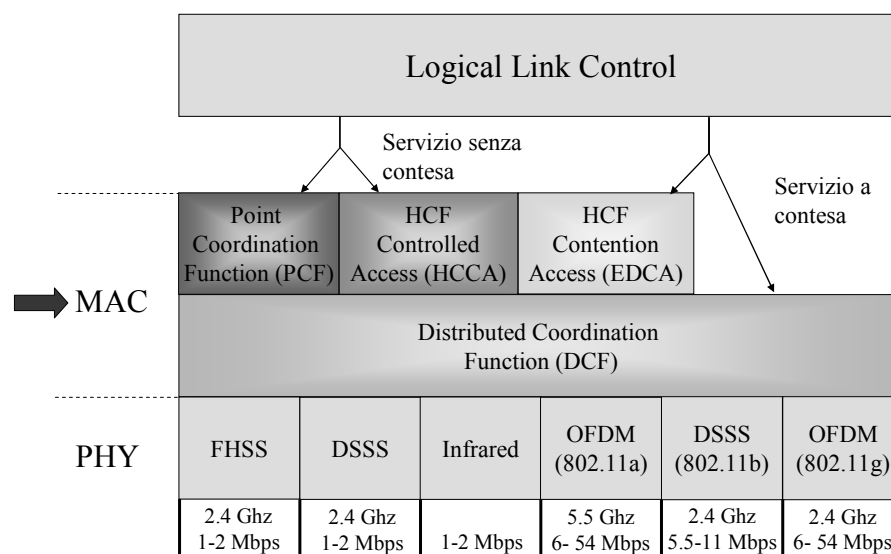 Logical Link Control
Servizio senza
contesa
Servizio a
contesa
Point
Coordination
Function (PCF)
HCF
Controlled
Access (HCCA)
HCF
Contention
Access (EDCA)
MAC
Distributed Coordination
Function (DCF)
PHY
FHSS
DSSS
Infrared
OFDM
(802.11a)
DSSS
(802.11b)
OFDM
(802.11g)
2.4 Ghz
1-2 Mbps
2.4 Ghz
1-2 Mbps
1-2 Mbps
5.5 Ghz
6- 54 Mbps
2.4 Ghz
5.5-11 Mbps
2.4 Ghz
6- 54 Mbps